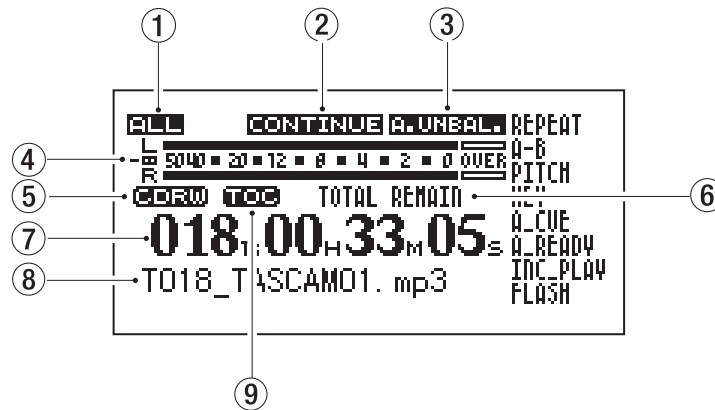 1 2 3
ALL CONTINUE A.UNBAL. REPEAT
L A-B
4 -∞ 50 40 20 12 8 4 2 0 OVER
R PITCH
5 CDRW TOC TOTAL REMAIN KEY 6
A_CUE
7 018T: 00H 33M 05S A_READY
INC_PLAY
8 T018_TASCAM01. mp3 FLASH
9